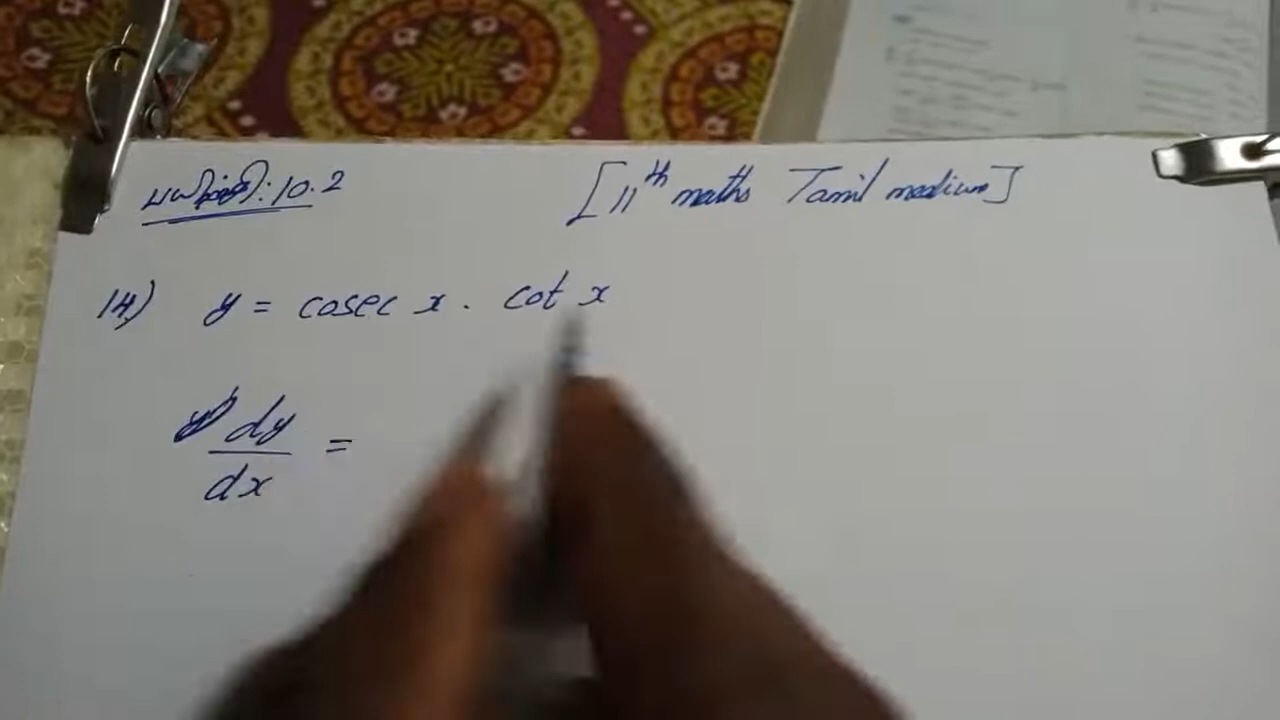 பயிற்சி: 10.2
[11th maths Tamil medium]
14) y = cosec x . cot x
dy
dx =